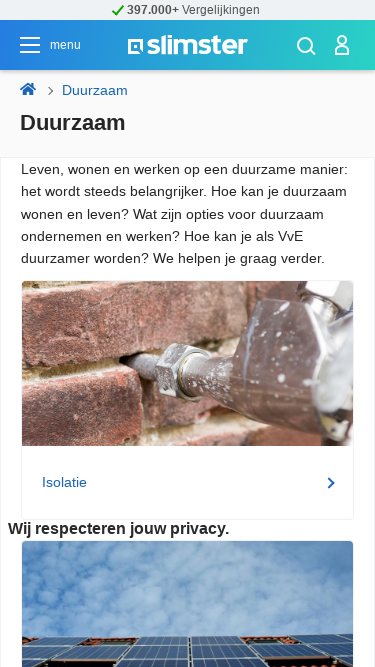 397.000+ Vergelijkingen
menu
slimster
Duurzaam
Duurzaam
Leven, wonen en werken op een duurzame manier:
het wordt steeds belangrijker. Hoe kan je duurzaam
wonen en leven? Wat zijn opties voor duurzaam
ondernemen en werken? Hoe kan je als VvE
duurzamer worden? We helpen je graag verder.
Isolatie
Wij respecteren jouw privacy.